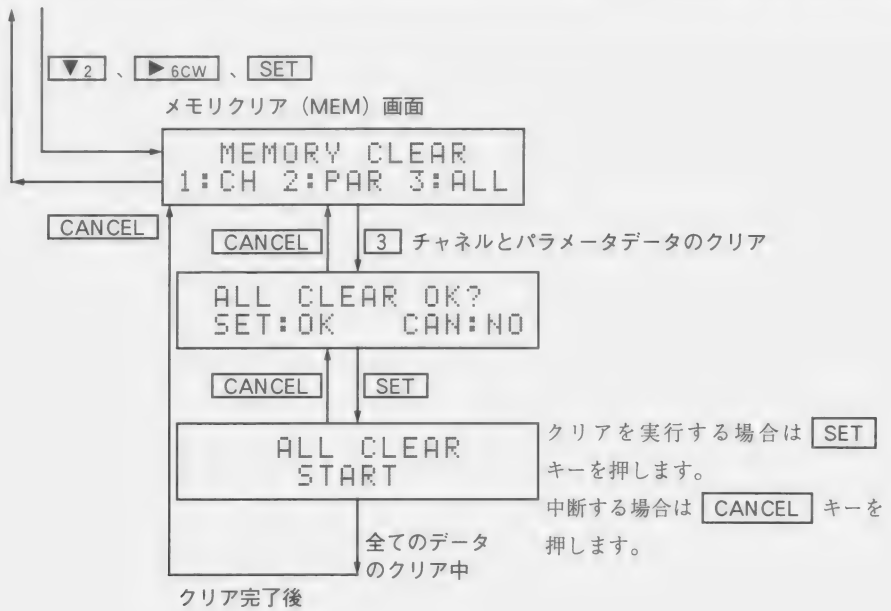 ▼2 、 ▶6CW 、 SET
メモリクリア（MEM）画面
MEMORY CLEAR
1:CH 2:PAR 3:ALL
CANCEL
CANCEL 3 チャネルとパラメータデータのクリア
ALL CLEAR OK?
SET:OK CAN:NO
CANCEL SET
ALL CLEAR
START
クリアを実行する場合は SET
キーを押します。
中断する場合は CANCEL キーを
押します。
全てのデータ
のクリア中
クリア完了後